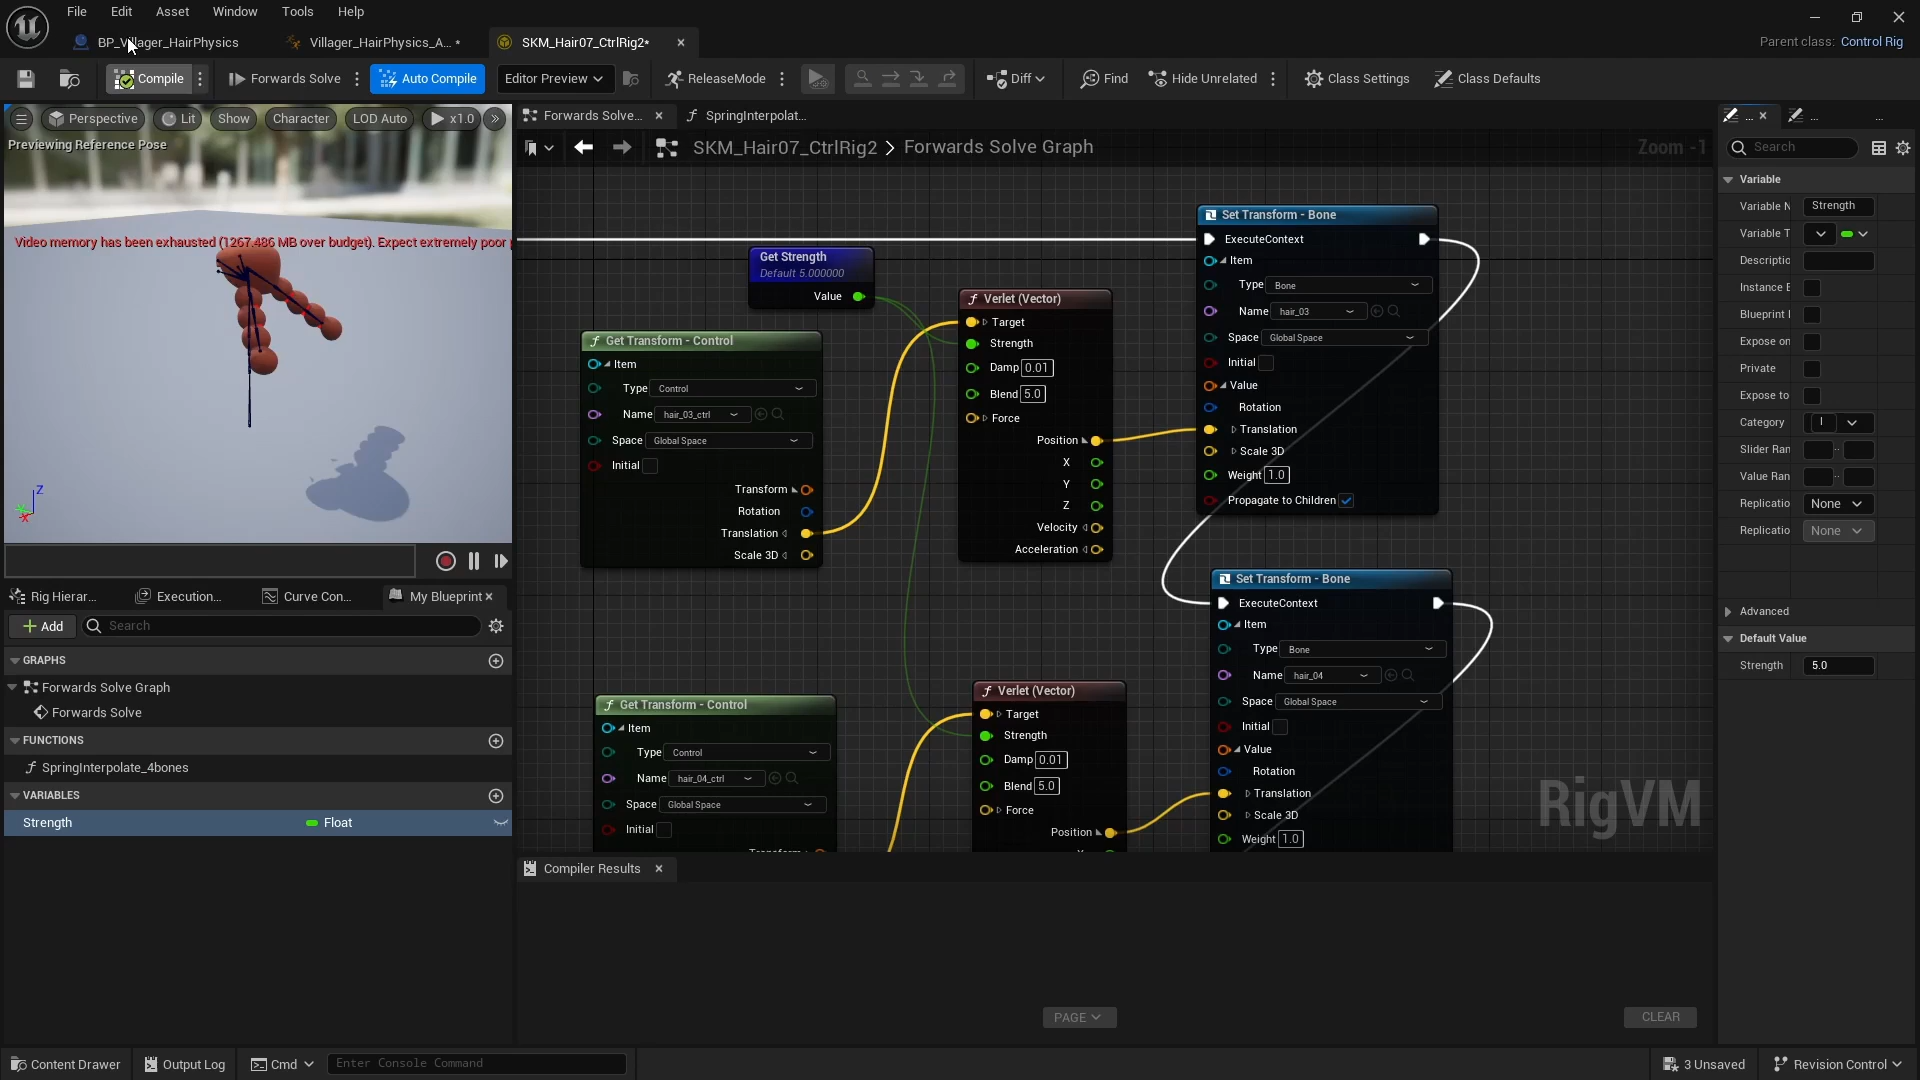 File Edit Asset Window Tools Help
BP_Villager_HairPhysics
Villager_HairPhysics_A... *
SKM_Hair07_CtrlRig2*
Parent class: Control Rig
Compile
Forwards Solve
Auto Compile
Editor Preview
ReleaseMode
Diff
Find
Hide Unrelated
Class Settings
Class Defaults
Perspective
Lit
Show
Character
LOD Auto
x1.0
Previewing Reference Pose
Video memory has been exhausted (1267.486 MB over budget). Expect extremely poor
Z
X
Rig Hierar...
Execution...
Curve Con...
My Blueprint
Add
Search
GRAPHS
Forwards Solve Graph
Forwards Solve
FUNCTIONS
SpringInterpolate_4bones
VARIABLES
Strength
Float
Forwards Solve...
SpringInterpolat...
SKM_Hair07_CtrlRig2 > Forwards Solve Graph
Zoom -1
Get Strength
Default 5.000000
Value
Get Transform - Control
Item
Type Control
Name hair_03_ctrl
Space Global Space
Initial
Transform
Rotation
Translation
Scale 3D
Verlet (Vector)
Target
Strength
Damp 0.01
Blend 5.0
Force
Position
X
Y
Z
Velocity
Acceleration
Set Transform - Bone
ExecuteContext
Item
Type Bone
Name hair_03
Space Global Space
Initial
Value
Rotation
Translation
Scale 3D
Weight 1.0
Propagate to Children
Get Transform - Control
Item
Type Control
Name hair_04_ctrl
Space Global Space
Initial
Verlet (Vector)
Target
Strength
Damp 0.01
Blend 5.0
Force
Position
Set Transform - Bone
ExecuteContext
Item
Type Bone
Name hair_04
Space Global Space
Initial
Value
Rotation
Translation
Scale 3D
Weight 1.0
RigVM
Compiler Results
PAGE
CLEAR
...
...
...
Search
Variable
Variable N Strength
Variable T
Descriptio
Instance E
Blueprint
Expose on
Private
Expose to
Category
Slider Ran
Value Ran
Replicatio None
Replicatio None
Advanced
Default Value
Strength 5.0
Content Drawer
Output Log
Cmd
Enter Console Command
3 Unsaved
Revision Control